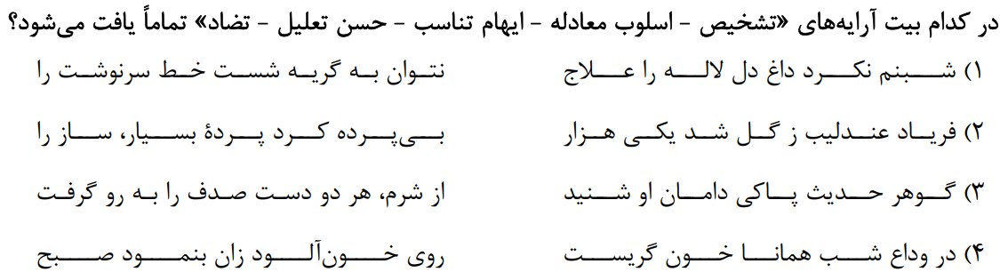 در کدام بیت آرایه‌های «تشخیص – اسلوب معادله – ایهام تناسب – حسن تعلیل – تضاد» تماماً یافت می‌شود؟
۱) شبنم نکرد داغ دل لاله را علاج نتوان به گریه شست خط سرنوشت را
۲) فریاد عندلیب ز گل شد یکی هزار بی‌پرده کرد پردهٔ بسیار، ساز را
۳) گوهر حدیث پاکی دامان او شنید از شرم، هر دو دست صدف را به رو گرفت
۴) در وداع شب همانا خون گریست روی خون‌آلود زان بنمود صبح